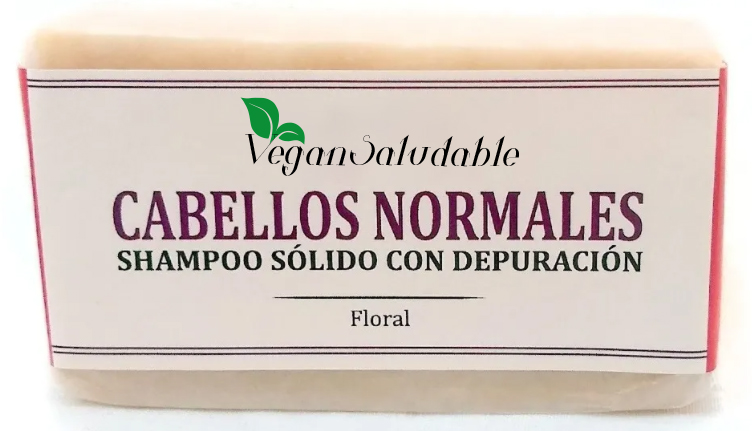 VeganSaludable
CABELLOS NORMALES
SHAMPOO SÓLIDO CON DEPURACIÓN
Floral